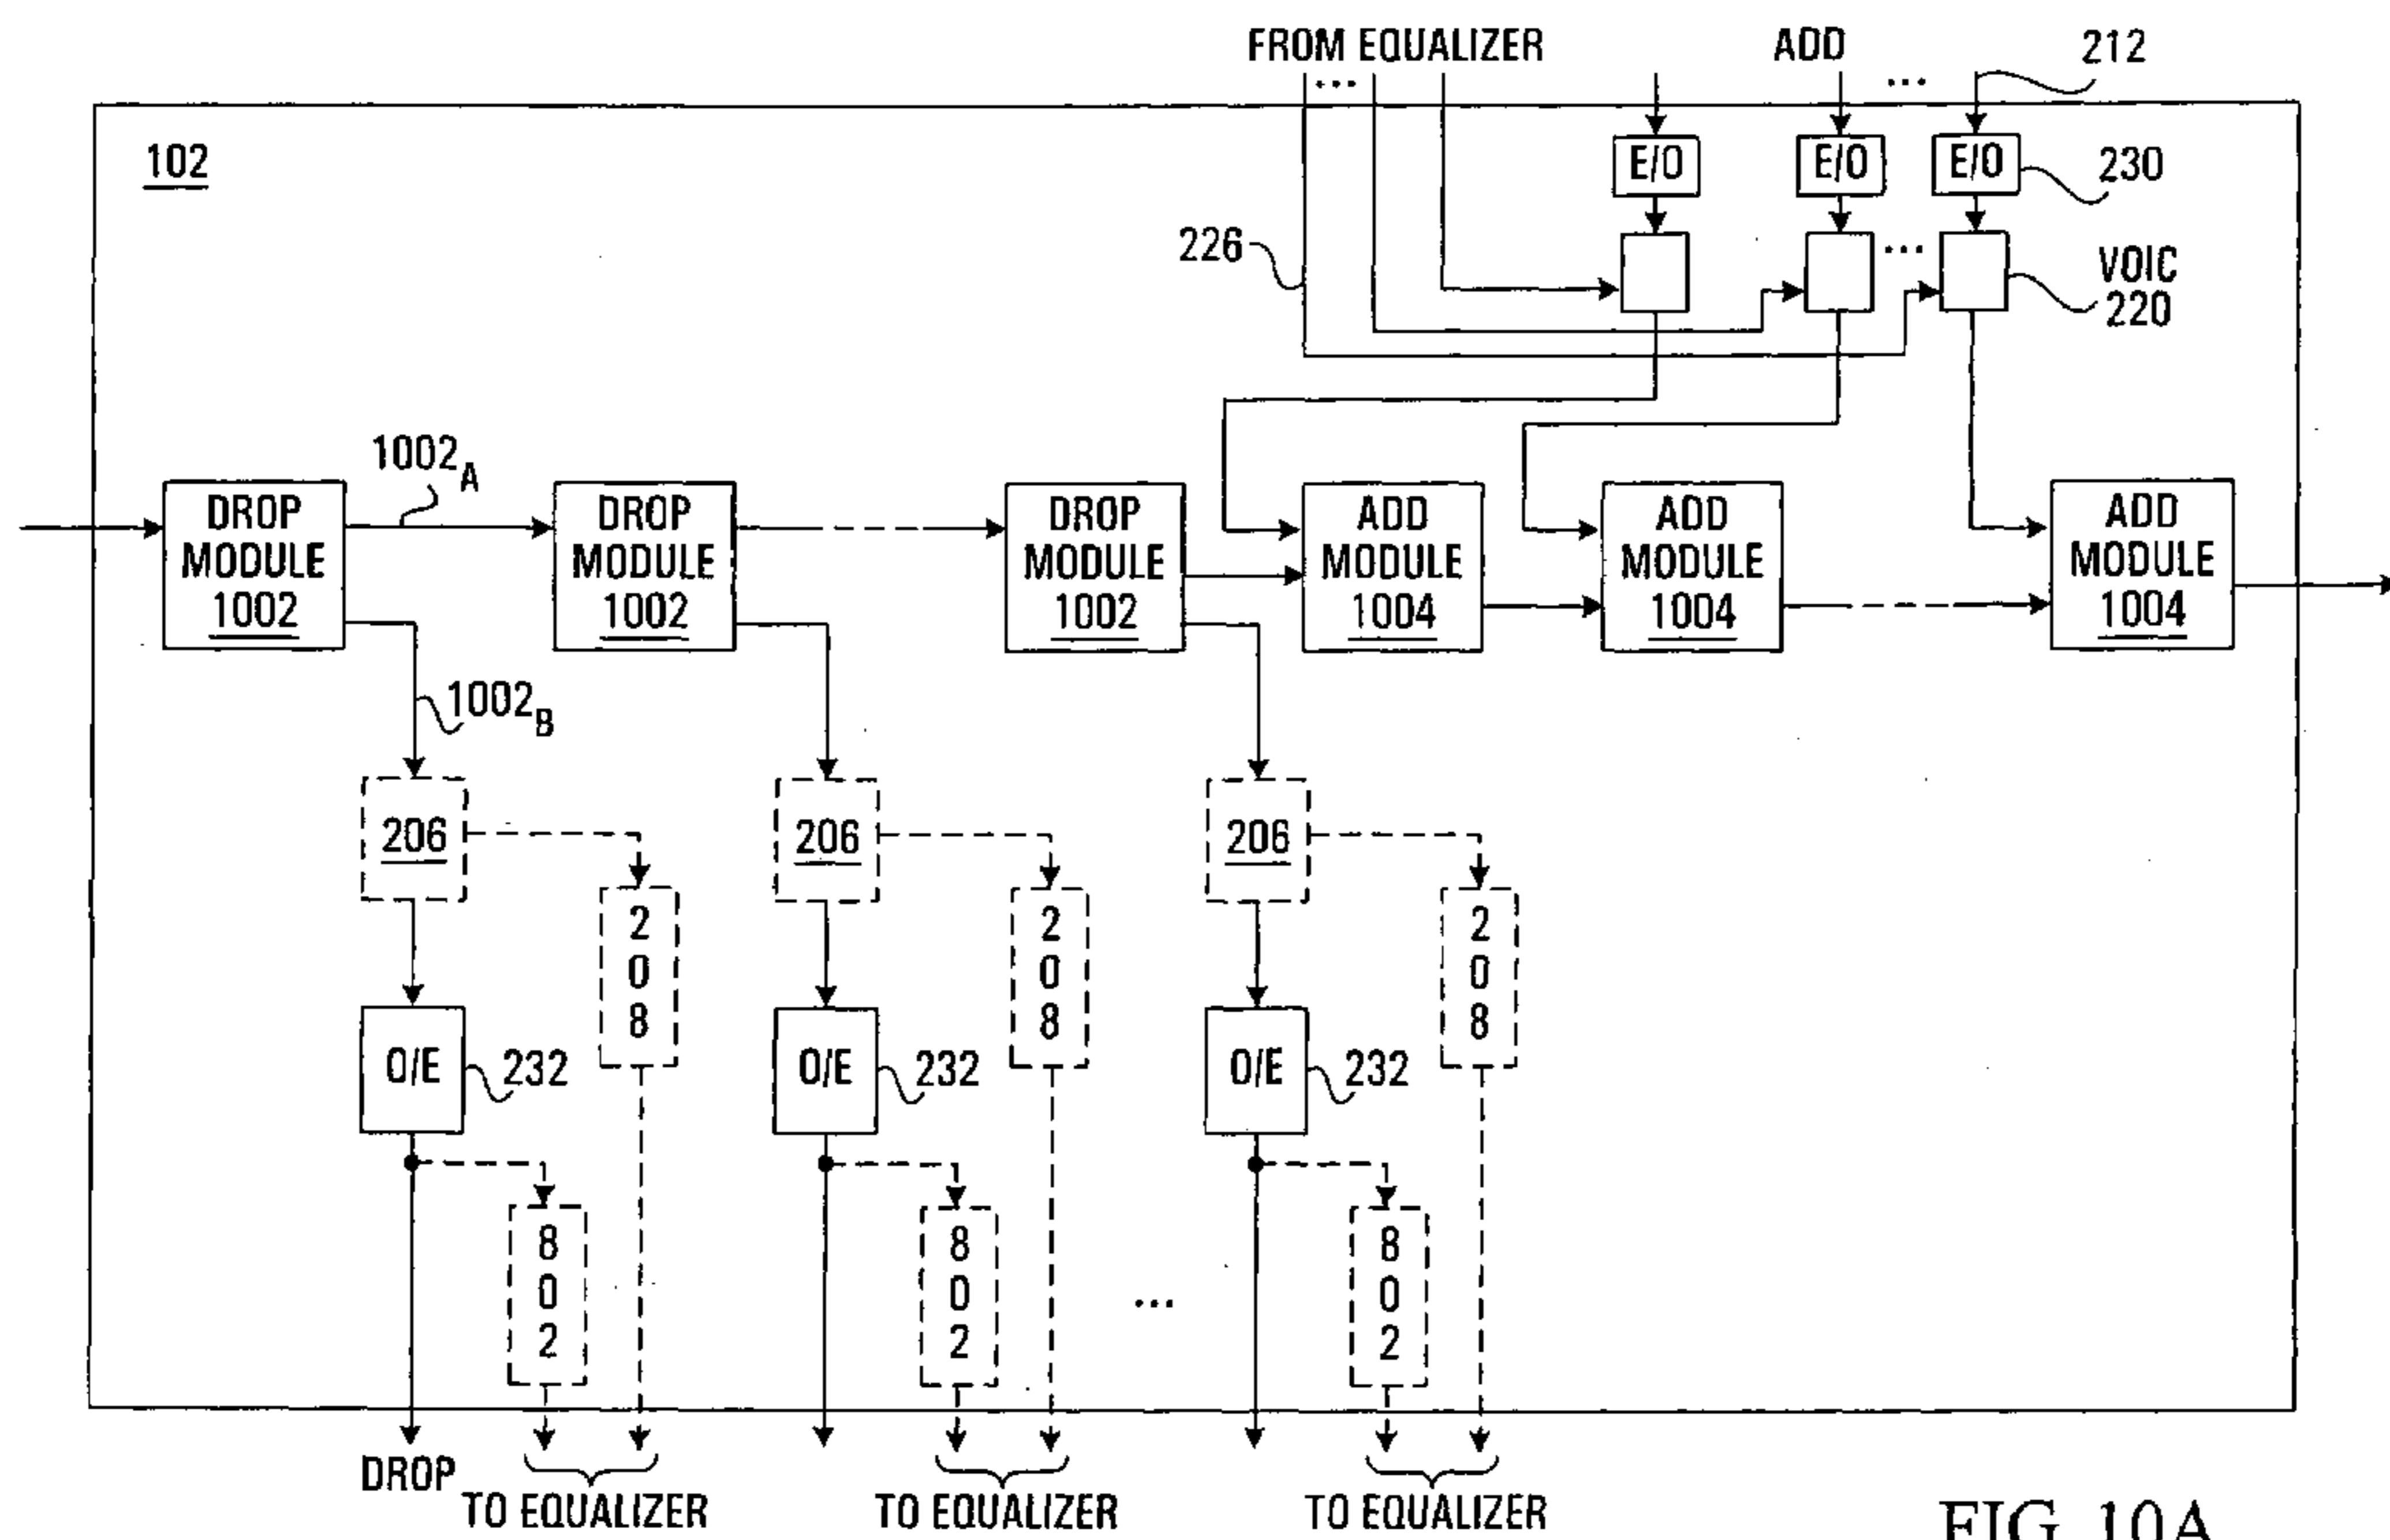 FROM EQUALIZER
...
ADD
...
212
102
E/O
E/O
E/O
230
226
...
VOIC
220
1002A
DROP
MODULE
1002
DROP
MODULE
1002
DROP
MODULE
1002
ADD
MODULE
1004
ADD
MODULE
1004
ADD
MODULE
1004
1002B
206
206
206
208
208
208
O/E
232
O/E
232
O/E
232
802
802
...
802
DROP
TO EQUALIZER
TO EQUALIZER
TO EQUALIZER
FIG. 10A